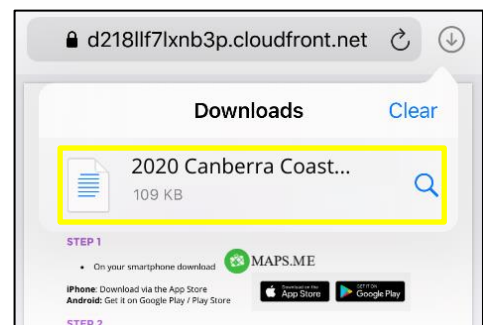 d218llf7lxnb3p.cloudfront.net
Downloads Clear
2020 Canberra Coast...
109 KB
STEP 1
• On your smartphone download MAPS.ME
iPhone: Download via the App Store
Android: Get it on Google Play / Play Store
Download on the App Store
GET IT ON Google Play
STEP 2